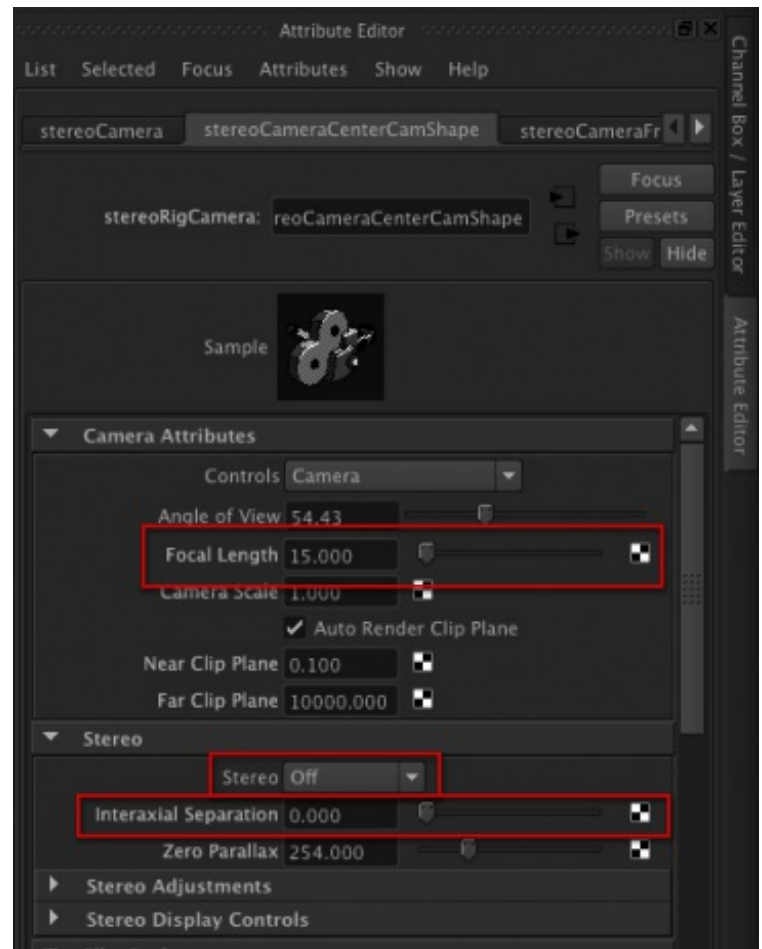 Attribute Editor
List Selected Focus Attributes Show Help
stereoCamera stereoCameraCenterCamShape stereoCameraFr
Focus
stereoRigCamera: reoCameraCenterCamShape
Presets
Show Hide
Sample
Camera Attributes
Controls Camera
Angle of View 54.43
Focal Length 15.000
Camera Scale 1.000
Auto Render Clip Plane
Near Clip Plane 0.100
Far Clip Plane 10000.000
Stereo
Stereo Off
Interaxial Separation 0.000
Zero Parallax 254.000
Stereo Adjustments
Stereo Display Controls
Channel Box / Layer Editor
Attribute Editor